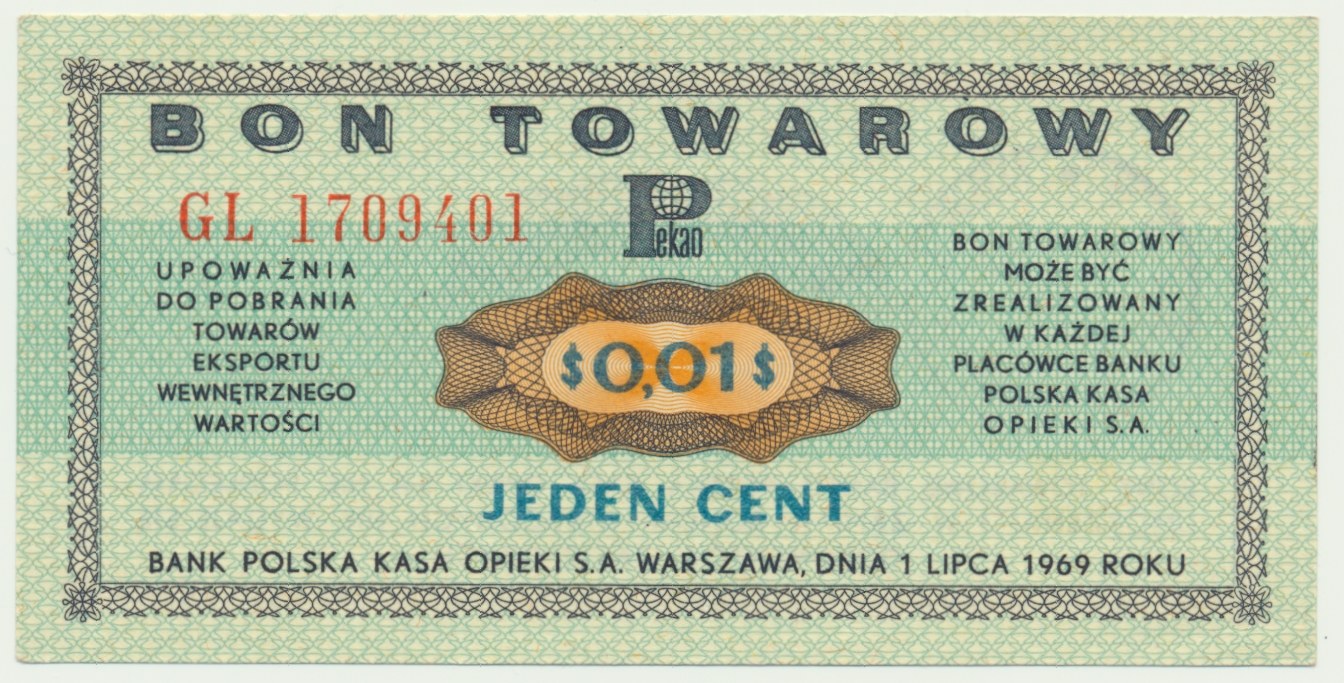 BON TOWAROWY
GL 1709401
Pekao
UPOWAŻNIA
DO POBRANIA
TOWARÓW
EKSPORTU
WEWNĘTRZNEGO
WARTOŚCI
$0,01$
BON TOWAROWY
MOŻE BYĆ
ZREALIZOWANY
W KAŻDEJ
PLACÓWCE BANKU
POLSKA KASA
OPIEKI S.A.
JEDEN CENT
BANK POLSKA KASA OPIEKI S.A. WARSZAWA, DNIA 1 LIPCA 1969 ROKU